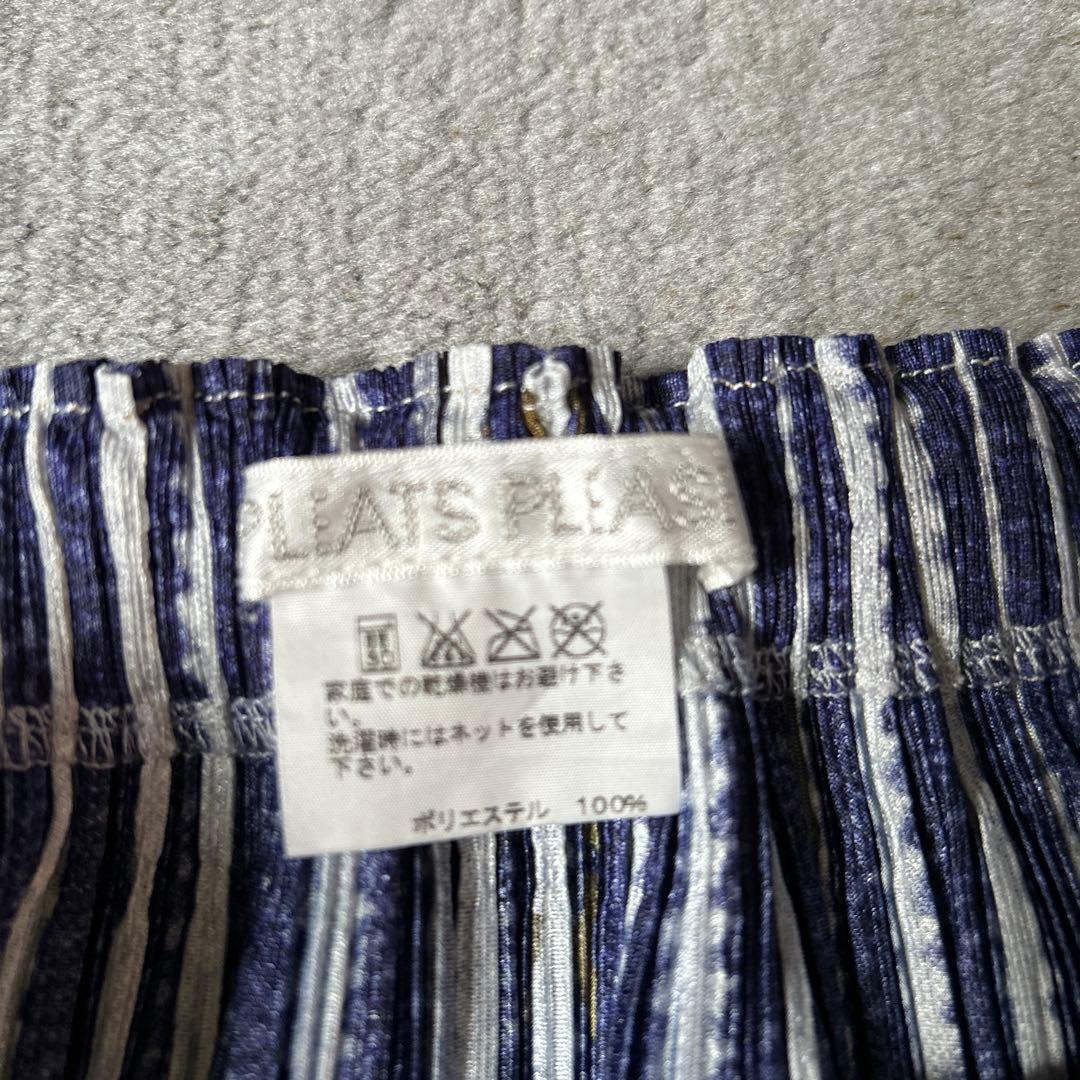 PLEATS PLEAS
家庭での乾燥機はお避け下さ
い。
洗濯時にはネットを使用して
下さい。
ポリエステル 100%